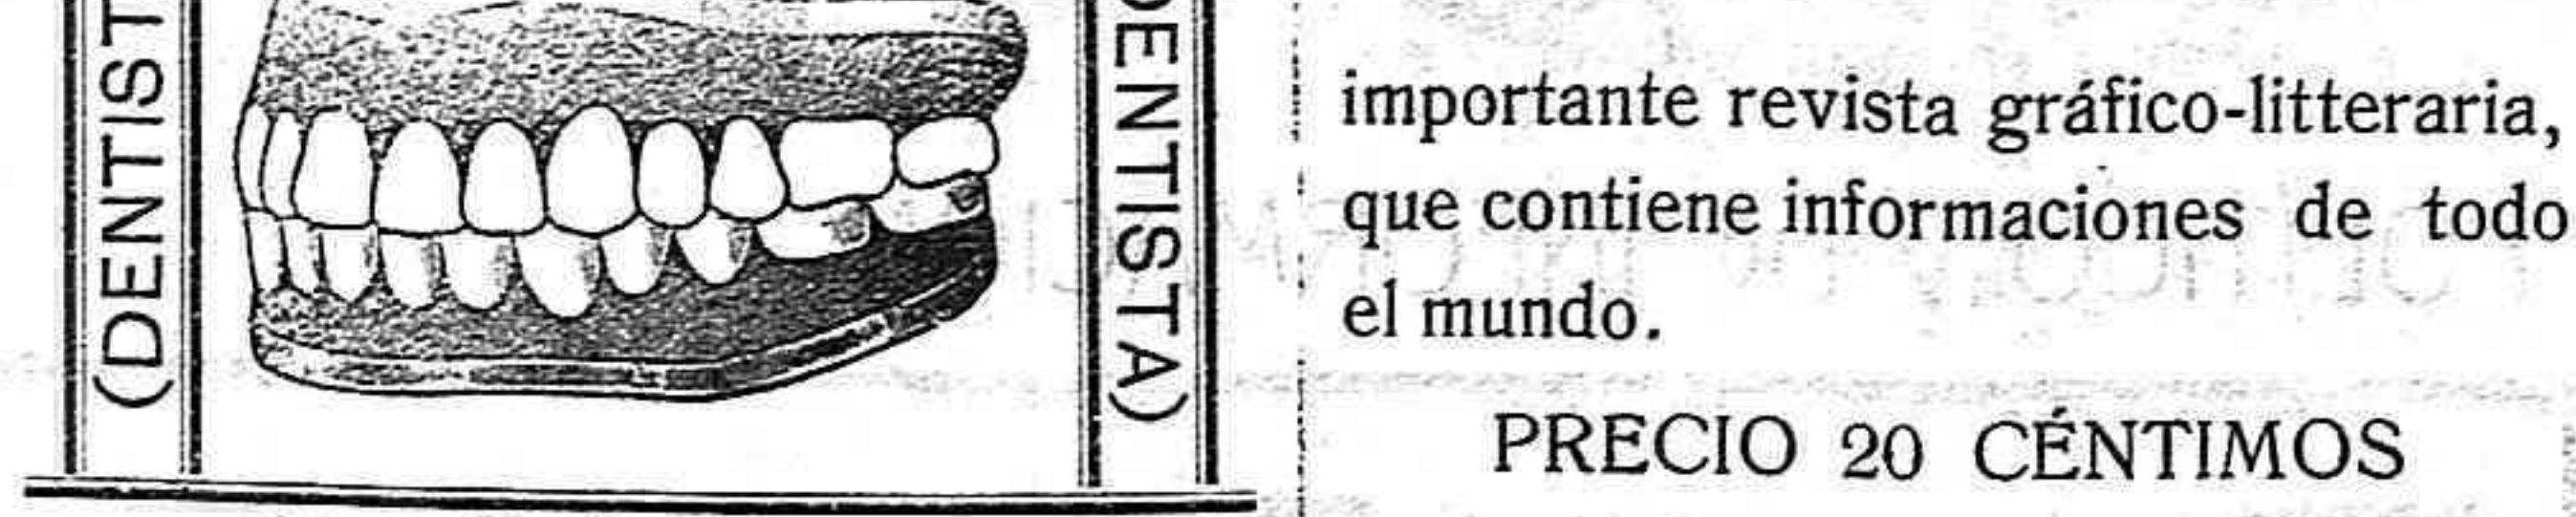 (DENTIST
DENTISTA)
importante revista gráfico-litteraria,
que contiene informaciones de todo
el mundo.
PRECIO 20 CÉNTIMOS